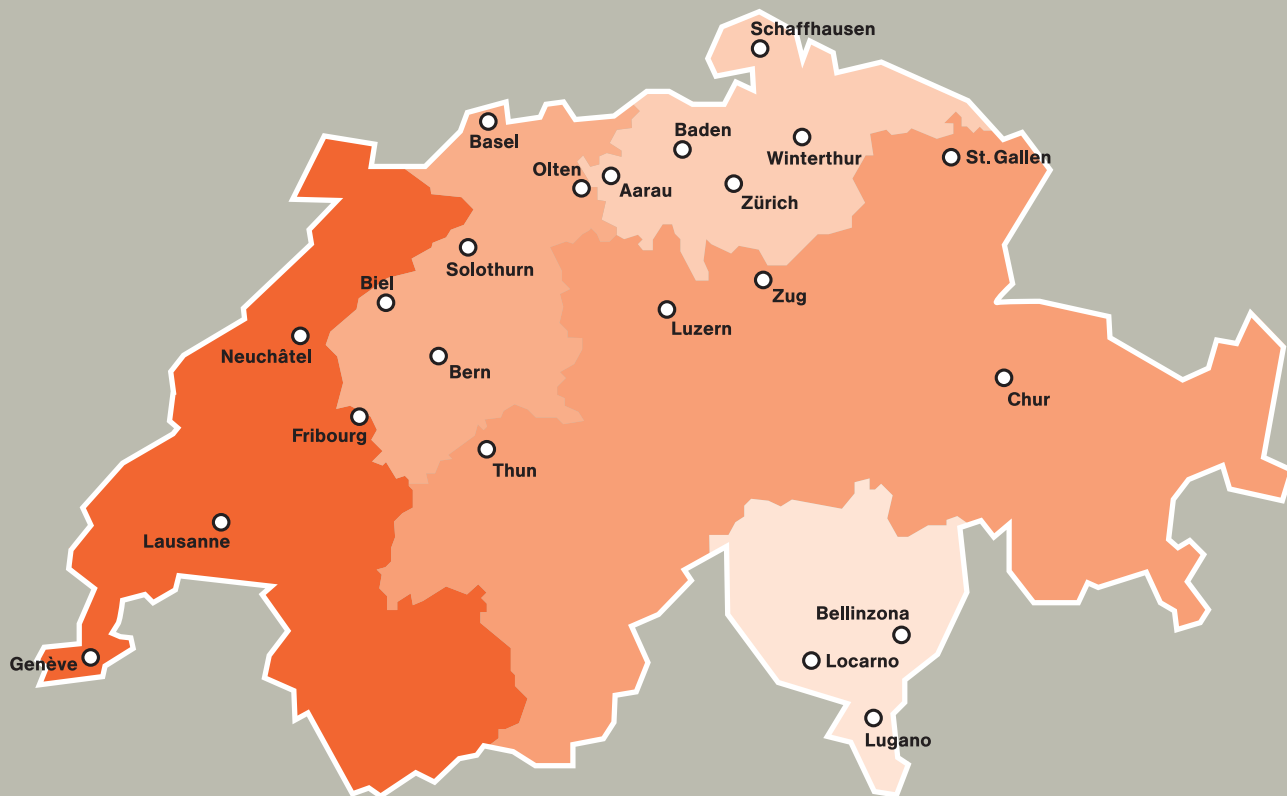 Schaffhausen
Basel
Baden
Winterthur
Olten
Aarau
St. Gallen
Zürich
Solothurn
Biel
Zug
Luzern
Neuchâtel
Bern
Chur
Fribourg
Thun
Lausanne
Bellinzona
Genève
Locarno
Lugano